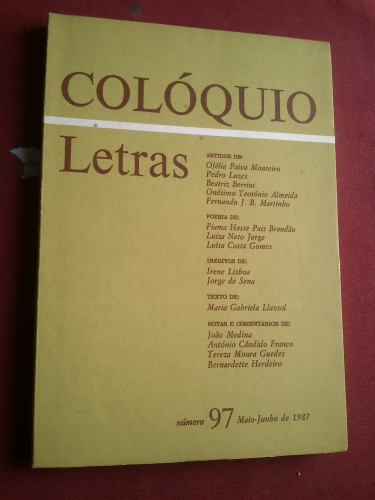 COLÓQUIO
Letras
ARTIGOS DE:
Ofélia Paiva Monteiro
Pedro Luzes
Beatriz Berrini
Onésimo Teotónio Almeida
Fernando J. B. Martinho
POESIA DE:
Fiama Hasse Pais Brandão
Luiza Neto Jorge
Luísa Costa Gomes
INÉDITOS DE:
Irene Lisboa
Jorge de Sena
TEXTO DE:
Maria Gabriela Llansol
NOTAS E COMENTÁRIOS DE:
João Medina
António Cândido Franco
Tereza Moura Guedes
Bernardette Herdeiro
número 97 Maio-Junho de 1987